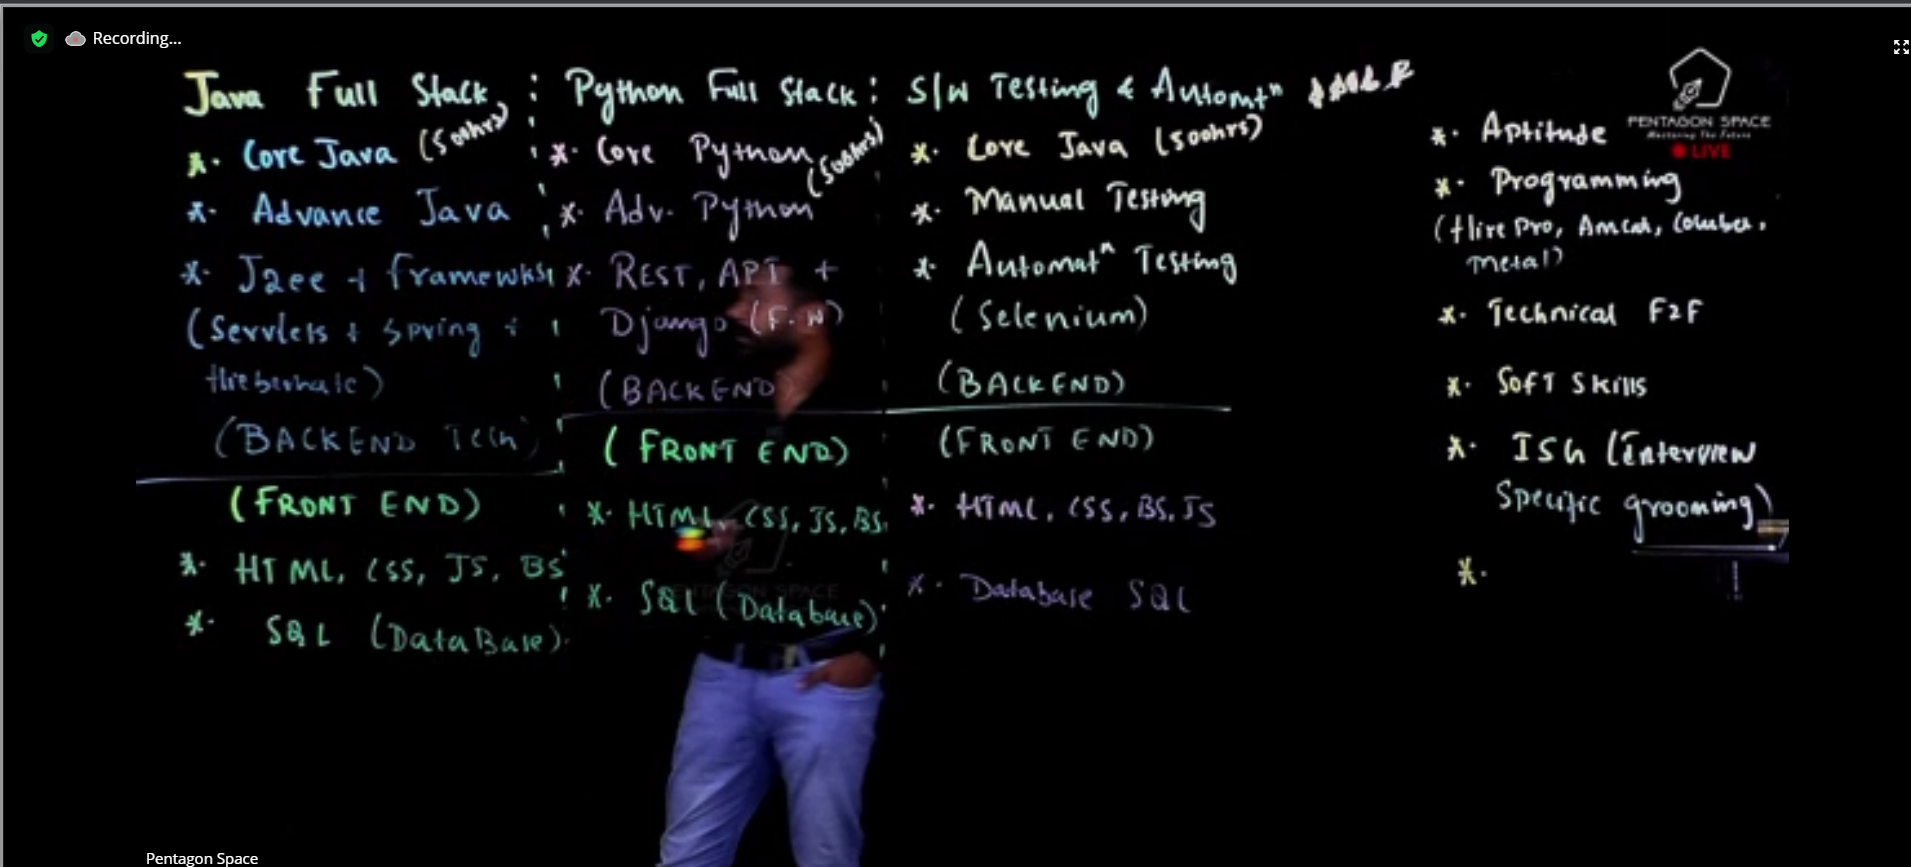 Recording...
Java Full Stack
*. Core Java (500hrs)
*. Advance Java
*. J2ee + framewks
(Servlets + Spring +
Hiebernate)
(BACKEND Tech)
(FRONT END)
*. HTML, CSS, JS, BS
*. SQL (DataBase).
Python Full Stack
*. Core Python (500hrs)
*. Adv. Python
*. REST, API +
Django (F.W)
(BACKEND)
(FRONT END)
*. HTML, CSS, JS, BS.
*. SQL (Database)
S/W Testing & Automtⁿ
*. Core Java (500hrs)
*. Manual Testing
*. Automatⁿ Testing
(Selenium)
(BACKEND)
(FRONT END)
*. HTML, CSS, BS, JS
*. Database SQL
PENTAGON SPACE
Mastering The Future
LIVE
*. Aptitude
*. Programming
(Hire Pro, Amcat,
metal)
*. Technical F2F
*. Soft Skills
*. ISG (Interview
Specific grooming)
*.
PENTAGON SPACE
Pentagon Space